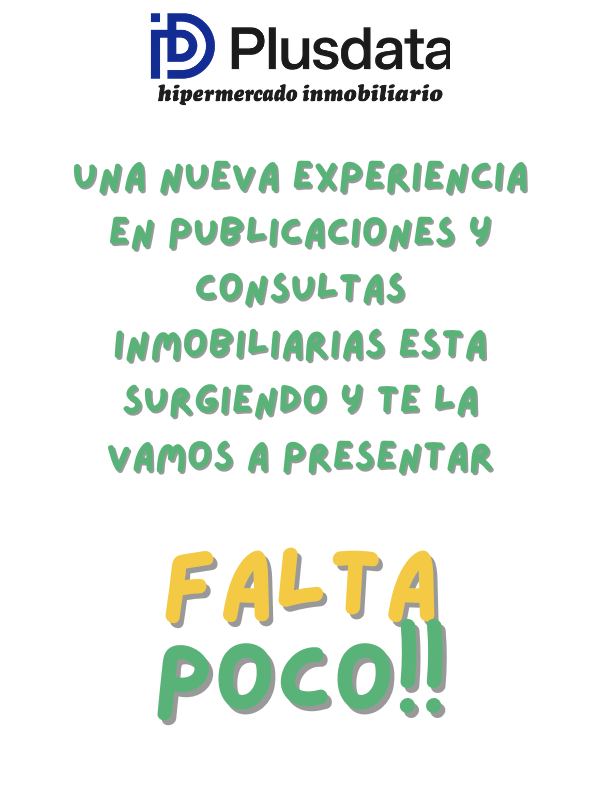 Plusdata
hipermercado inmobiliario
UNA NUEVA EXPERIENCIA
EN PUBLICACIONES Y
CONSULTAS
INMOBILIARIAS ESTA
SURGIENDO Y TE LA
VAMOS A PRESENTAR
FALTA
POCO!!